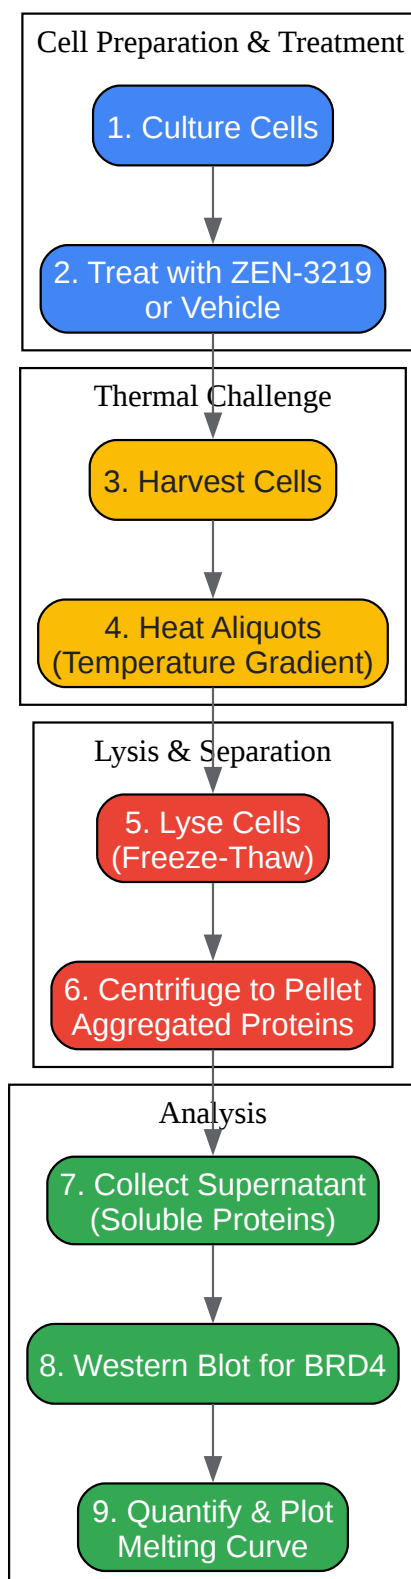 Cell Preparation & Treatment
1. Culture Cells
2. Treat with ZEN-3219
or Vehicle
Thermal Challenge
3. Harvest Cells
4. Heat Aliquots
(Temperature Gradient)
Lysis & Separation
5. Lyse Cells
(Freeze-Thaw)
6. Centrifuge to Pellet
Aggregated Proteins
Analysis
7. Collect Supernatant
(Soluble Proteins)
8. Western Blot for BRD4
9. Quantify & Plot
Melting Curve